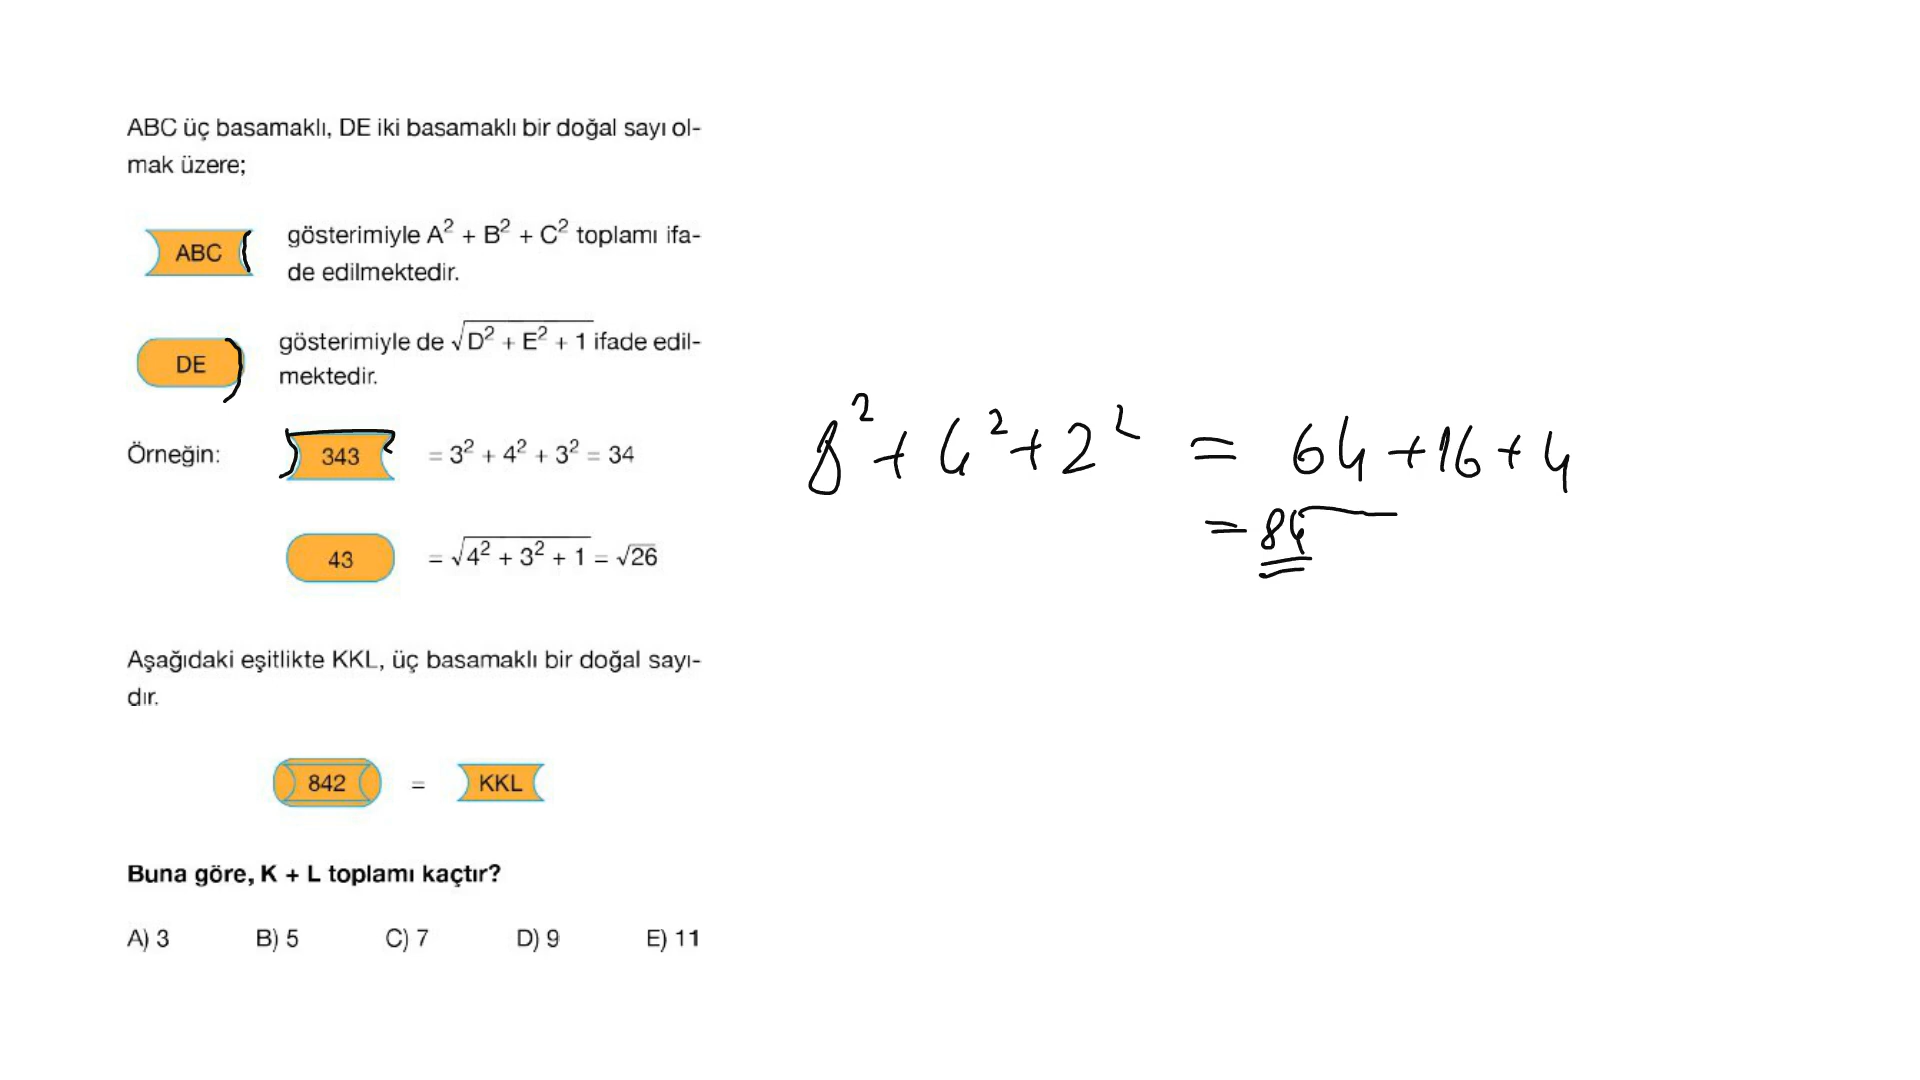 ABC üç basamaklı, DE iki basamaklı bir doğal sayı ol-
mak üzere;
ABC gösterimiyle A² + B² + C² toplamı ifa-
de edilmektedir.
DE gösterimiyle de √(D² + E² + 1) ifade edil-
mektedir.
Örneğin: 343 = 3² + 4² + 3² = 34
43 = √(4² + 3² + 1) = √26
8² + 4² + 2² = 64 + 16 + 4
= 84
Aşağıdaki eşitlikte KKL, üç basamaklı bir doğal sayı-
dır.
842 = KKL
Buna göre, K + L toplamı kaçtır?
A) 3 B) 5 C) 7 D) 9 E) 11